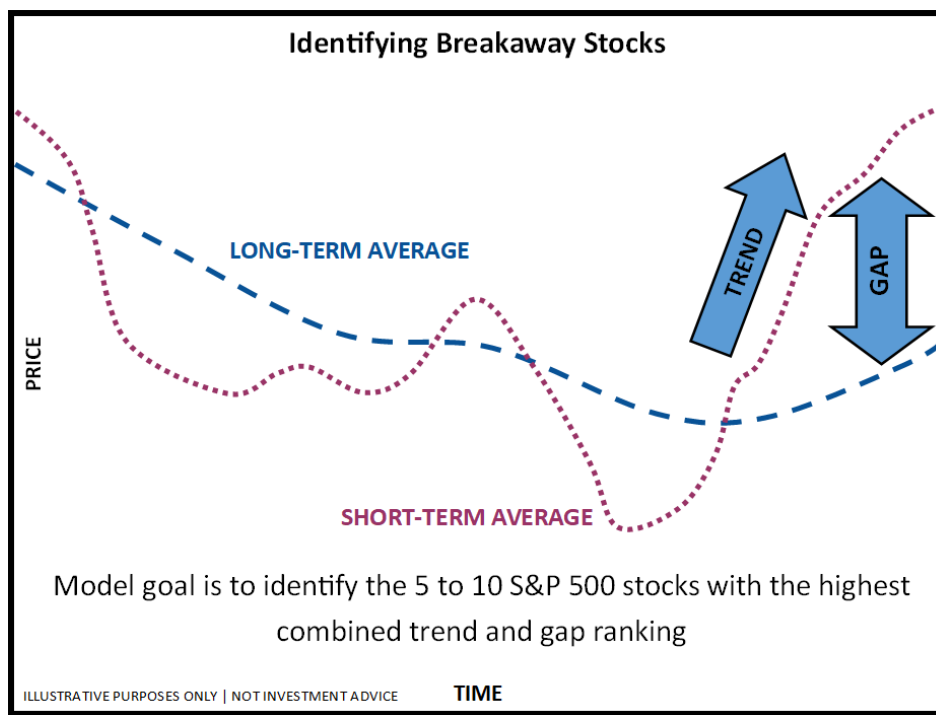 Identifying Breakaway Stocks
LONG-TERM AVERAGE
TREND
GAP
PRICE
SHORT-TERM AVERAGE
Model goal is to identify the 5 to 10 S&P 500 stocks with the highest
combined trend and gap ranking
ILLUSTRATIVE PURPOSES ONLY | NOT INVESTMENT ADVICE
TIME